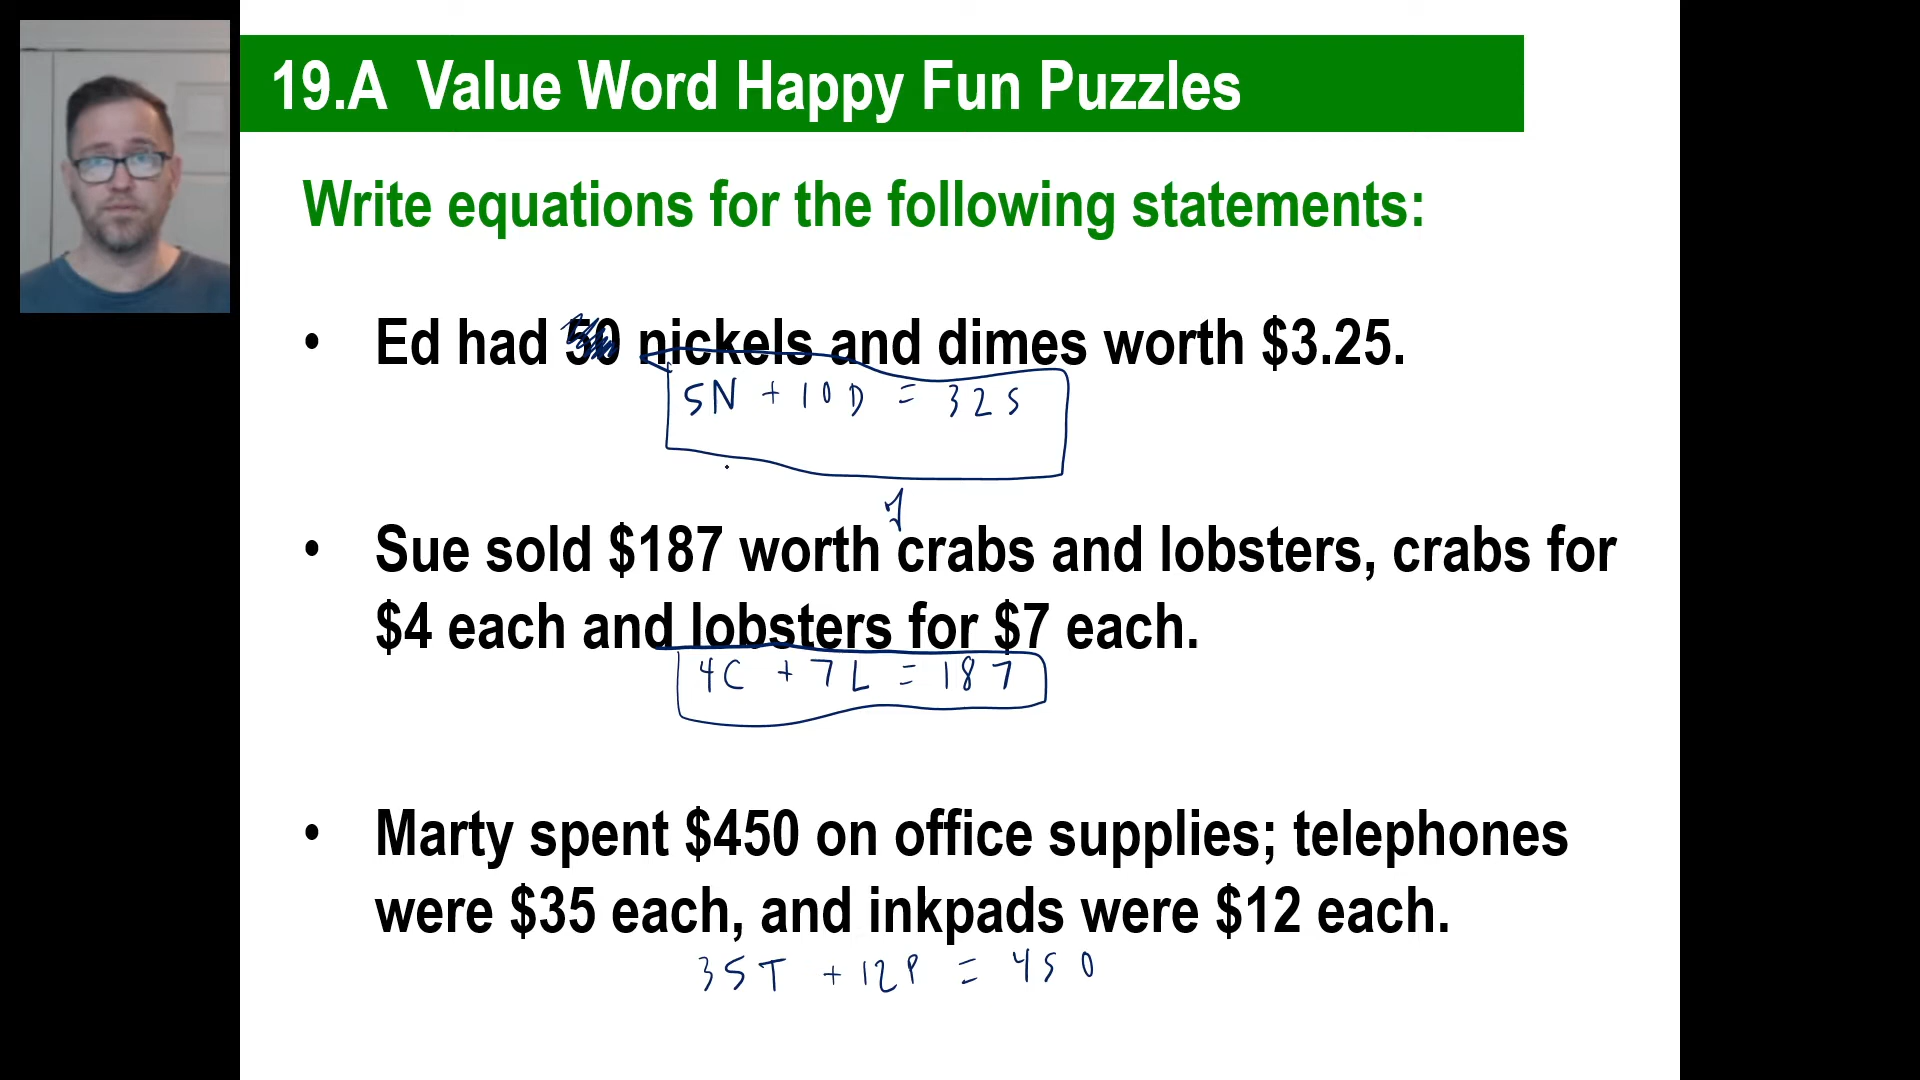 19.A Value Word Happy Fun Puzzles
Write equations for the following statements:
• Ed had 50 nickels and dimes worth $3.25.
5N + 10D = 325
• Sue sold $187 worth crabs and lobsters, crabs for
$4 each and lobsters for $7 each.
4C + 7L = 187
• Marty spent $450 on office supplies; telephones
were $35 each, and inkpads were $12 each.
35T + 12P = 450